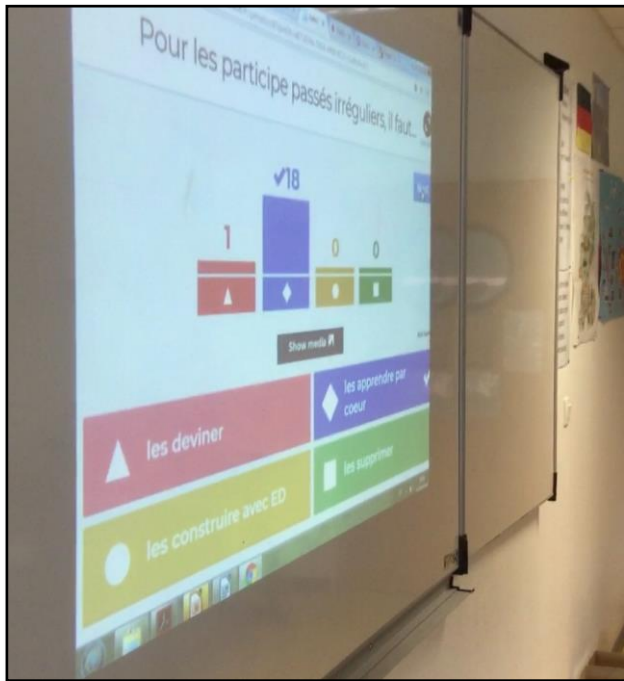 Pour les participe passés irréguliers, il faut...
✔18
1
0
0
Show media
les deviner
les apprendre par
coeur
les construire avec ED
les supprimer